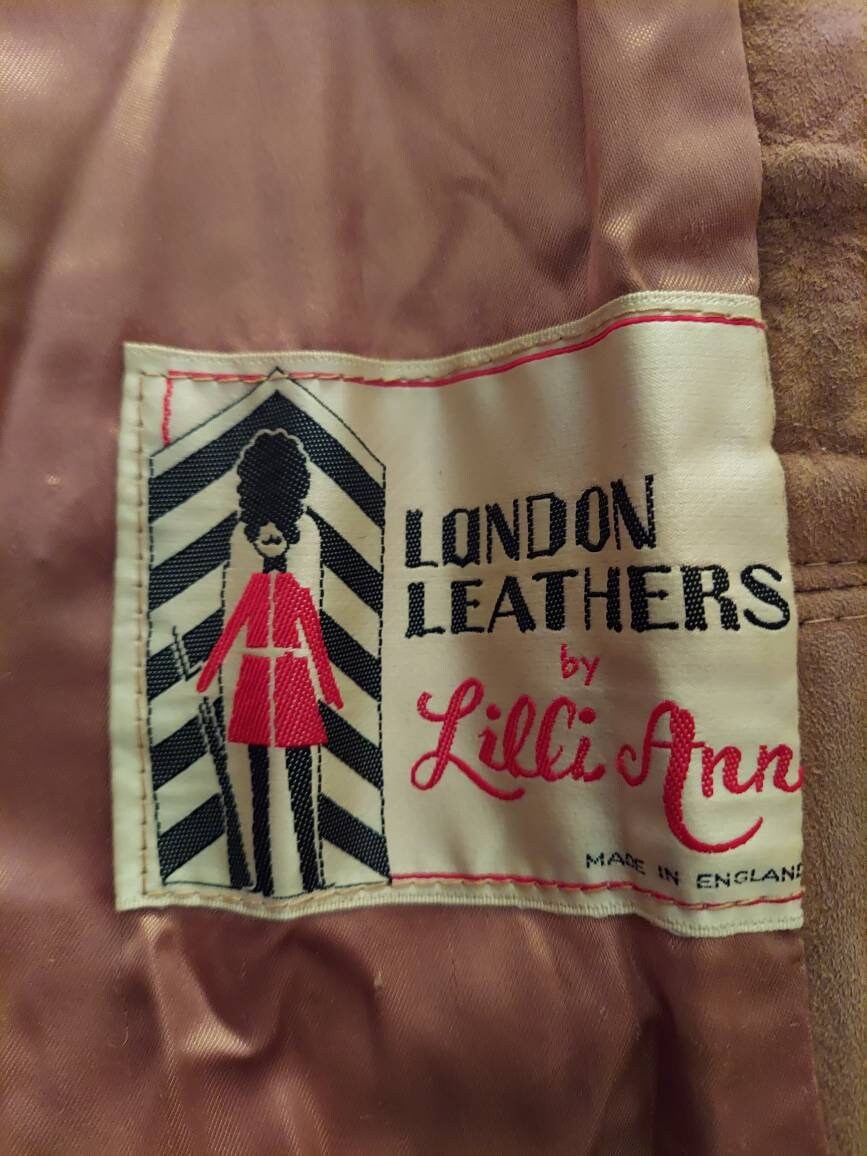 LONDON
LEATHERS
by
Lilli Ann
MADE IN ENGLAND